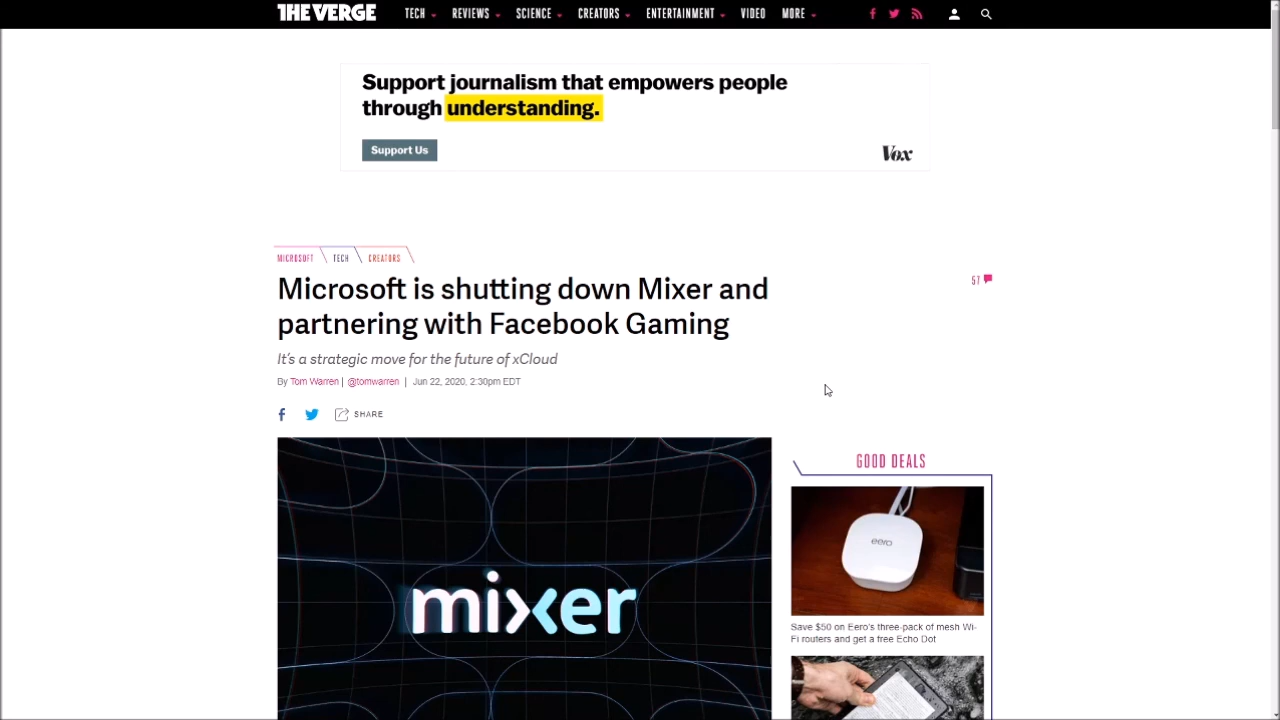 THE VERGE TECH REVIEWS SCIENCE CREATORS ENTERTAINMENT VIDEO MORE
Support journalism that empowers people
through understanding.
Support Us
Vox
MICROSOFT TECH CREATORS
Microsoft is shutting down Mixer and
partnering with Facebook Gaming
57
It's a strategic move for the future of xCloud
By Tom Warren | @tomwarren | Jun 22, 2020, 2:30pm EDT
SHARE
mixer
GOOD DEALS
eero
Save $50 on Eero's three-pack of mesh Wi-
Fi routers and get a free Echo Dot